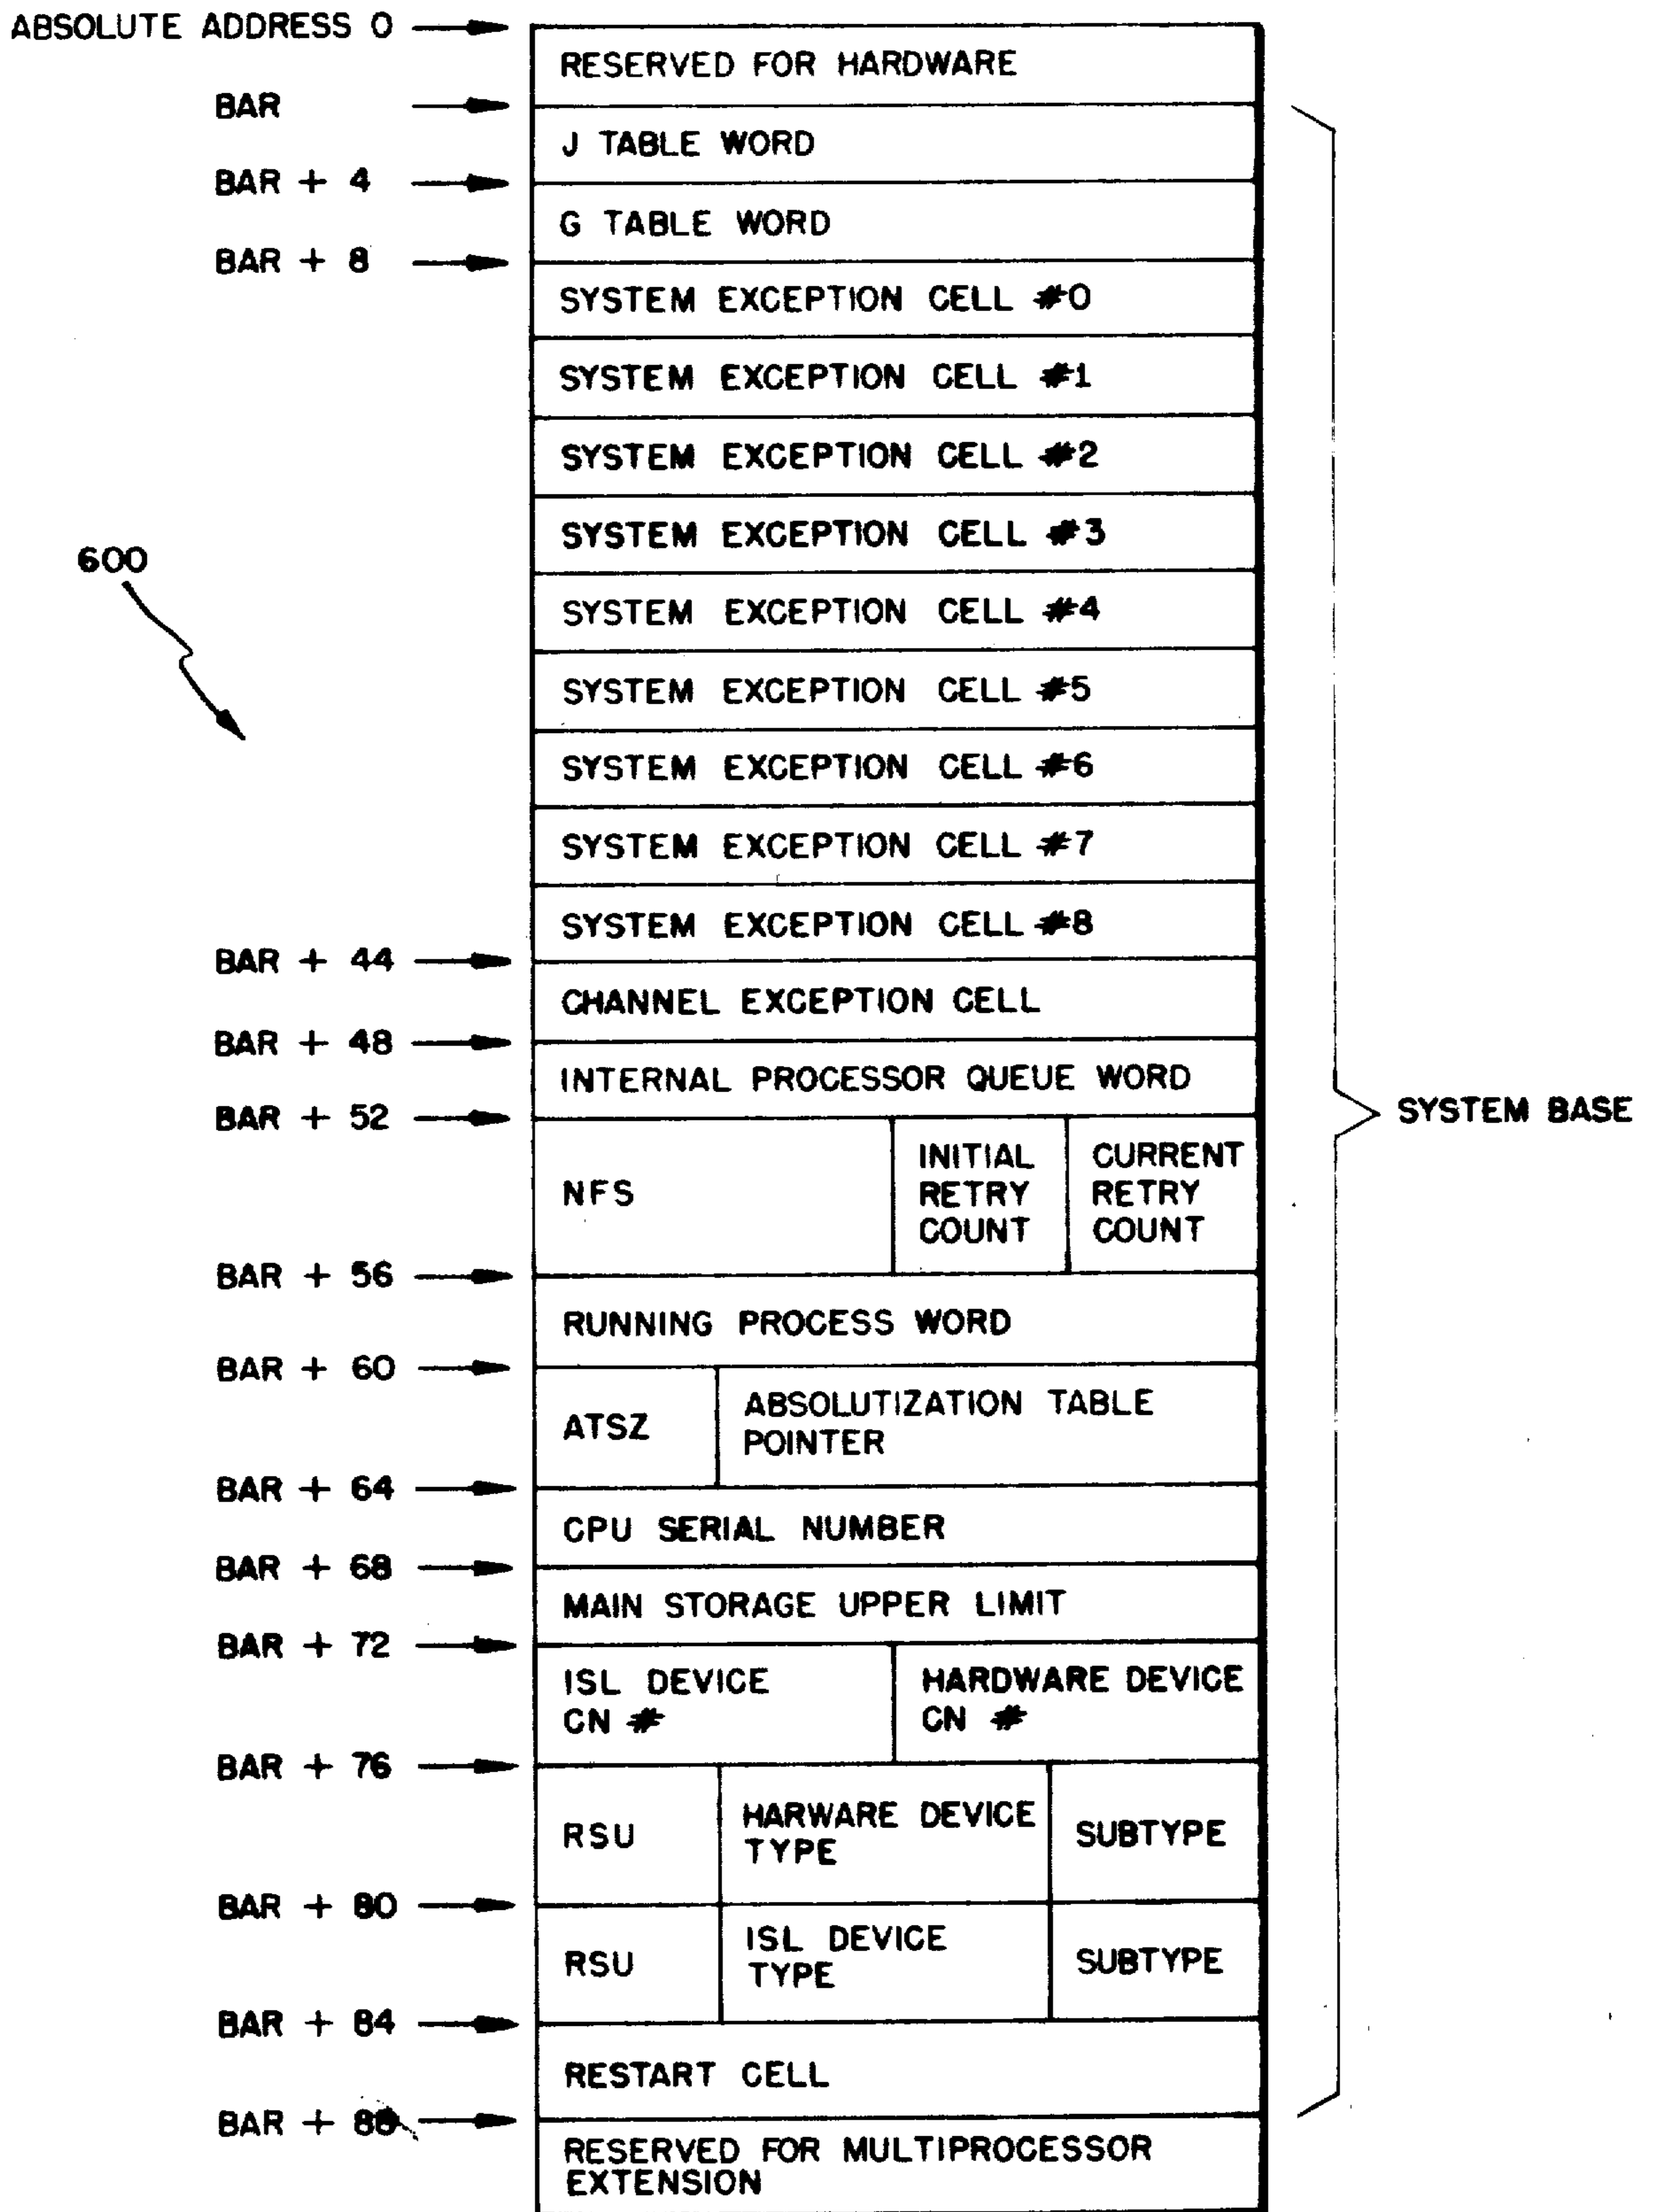 ABSOLUTE ADDRESS 0
RESERVED FOR HARDWARE
BAR
J TABLE WORD
BAR + 4
G TABLE WORD
BAR + 8
SYSTEM EXCEPTION CELL #0
SYSTEM EXCEPTION CELL #1
SYSTEM EXCEPTION CELL #2
SYSTEM EXCEPTION CELL #3
600
SYSTEM EXCEPTION CELL #4
SYSTEM EXCEPTION CELL #5
SYSTEM EXCEPTION CELL #6
SYSTEM EXCEPTION CELL #7
SYSTEM EXCEPTION CELL #8
BAR + 44
CHANNEL EXCEPTION CELL
BAR + 48
INTERNAL PROCESSOR QUEUE WORD
BAR + 52
SYSTEM BASE
NFS
INITIAL
RETRY
COUNT
CURRENT
RETRY
COUNT
BAR + 56
RUNNING PROCESS WORD
BAR + 60
ATSZ
ABSOLUTIZATION TABLE
POINTER
BAR + 64
CPU SERIAL NUMBER
BAR + 68
MAIN STORAGE UPPER LIMIT
BAR + 72
ISL DEVICE
CN #
HARDWARE DEVICE
CN #
BAR + 76
RSU
HARWARE DEVICE
TYPE
SUBTYPE
BAR + 80
RSU
ISL DEVICE
TYPE
SUBTYPE
BAR + 84
RESTART CELL
BAR + 88
RESERVED FOR MULTIPROCESSOR
EXTENSION